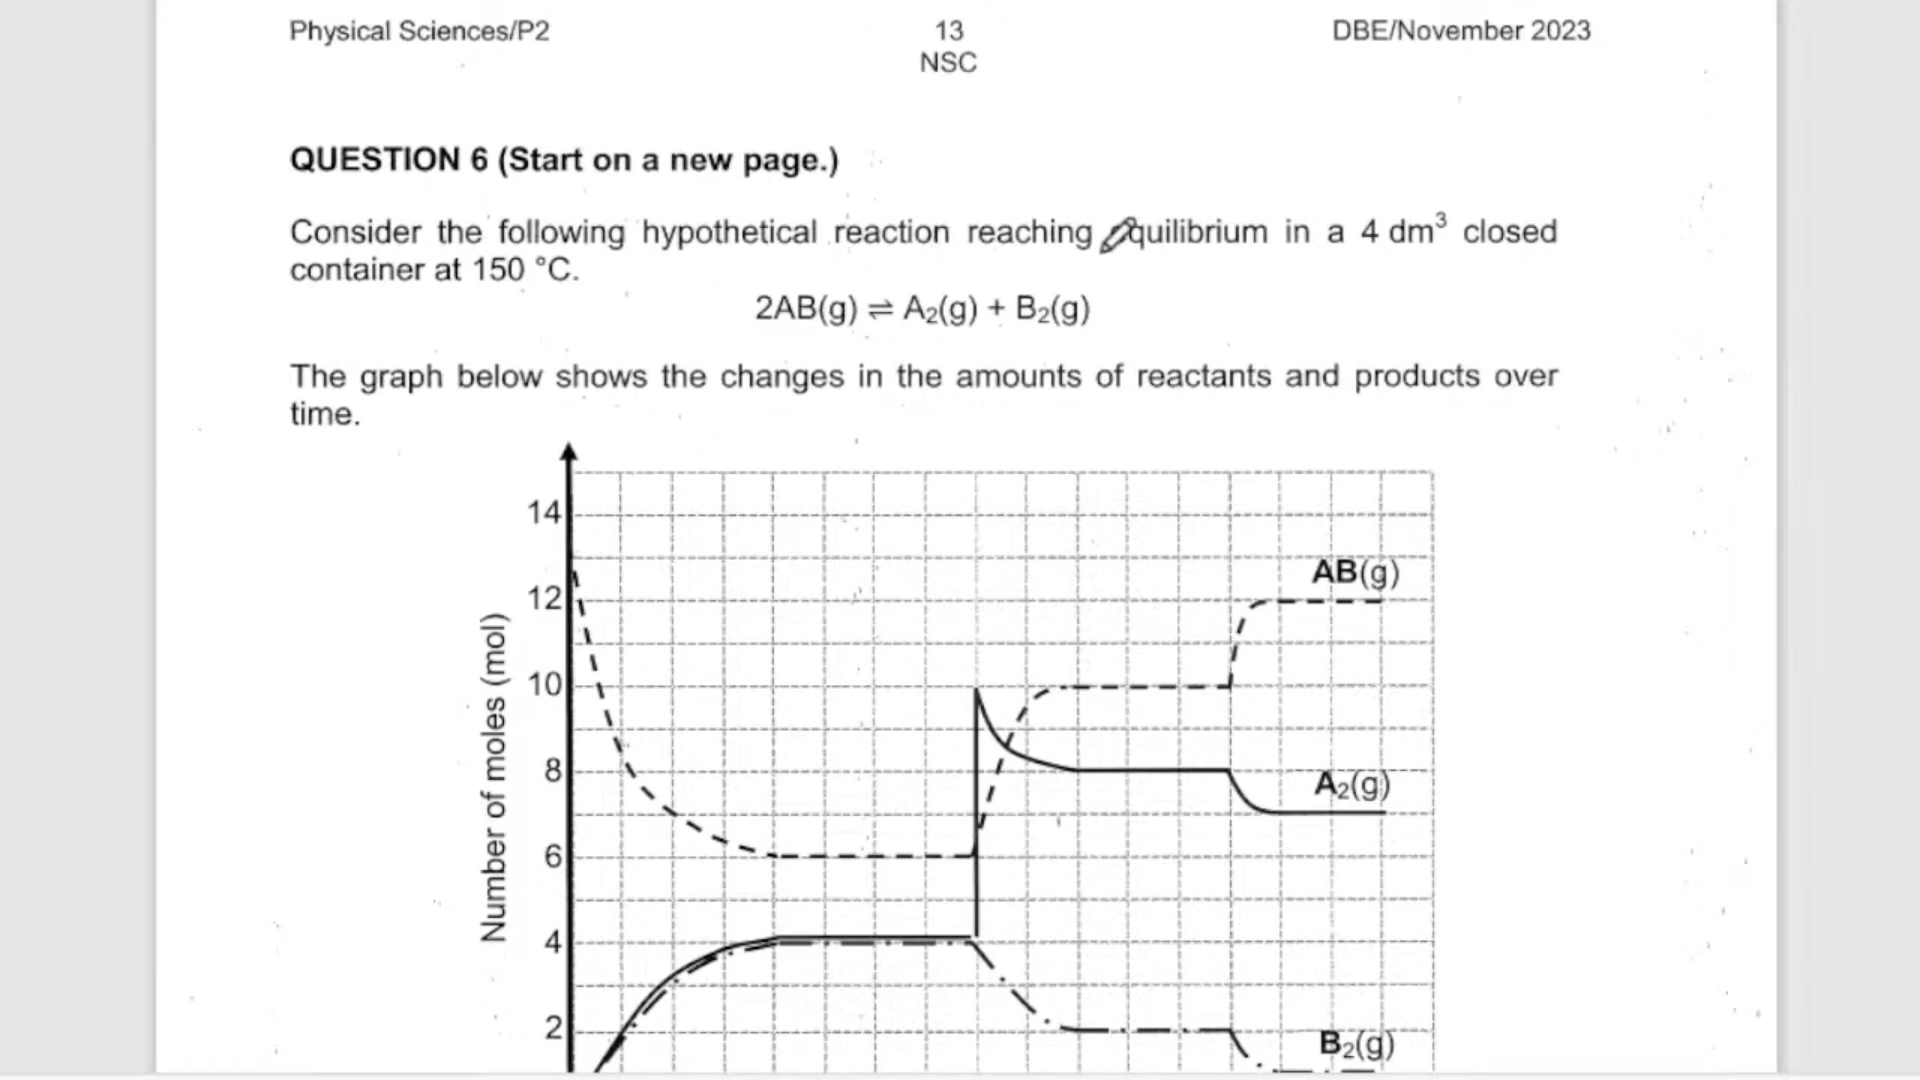 Physical Sciences/P2 13 DBE/November 2023
NSC
QUESTION 6 (Start on a new page.)
Consider the following hypothetical reaction reaching equilibrium in a 4 dm³ closed
container at 150 °C.
2AB(g) ⇌ A₂(g) + B₂(g)
The graph below shows the changes in the amounts of reactants and products over
time.
Number of moles (mol)
14
12
10
8
6
4
2
AB(g)
A₂(g)
B₂(g)